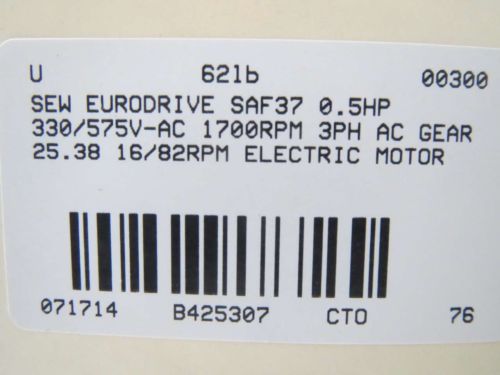 U 62lb 00300
SEW EURODRIVE SAF37 0.5HP
330/575V-AC 1700RPM 3PH AC GEAR
25.38 16/82RPM ELECTRIC MOTOR
071714 B425307 CTO 76